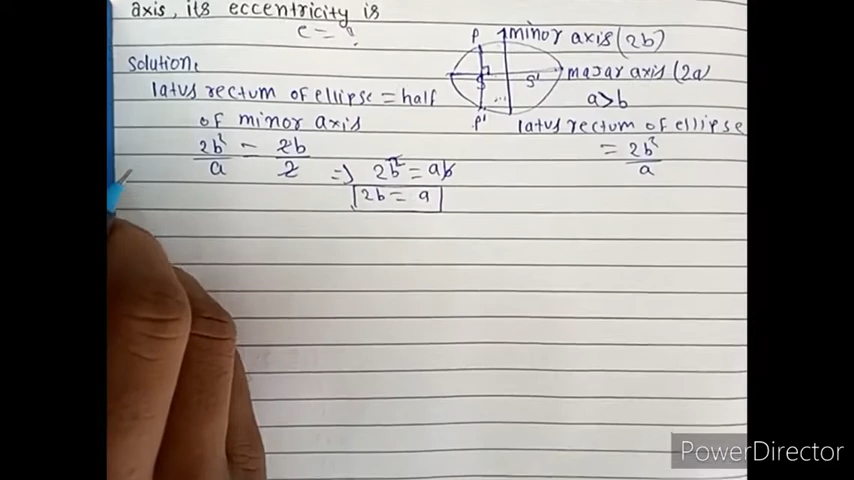 axis, its eccentricity is
e = ?
solution:
P minor axis (2b)
S S' major axis (2a)
latus rectum of ellipse = half
a>b
P'
of minor axis
latus rectum of ellipse
2b²/a = 2b/2
= 2b²/a
=> 2b² = ab
2b = a
PowerDirector